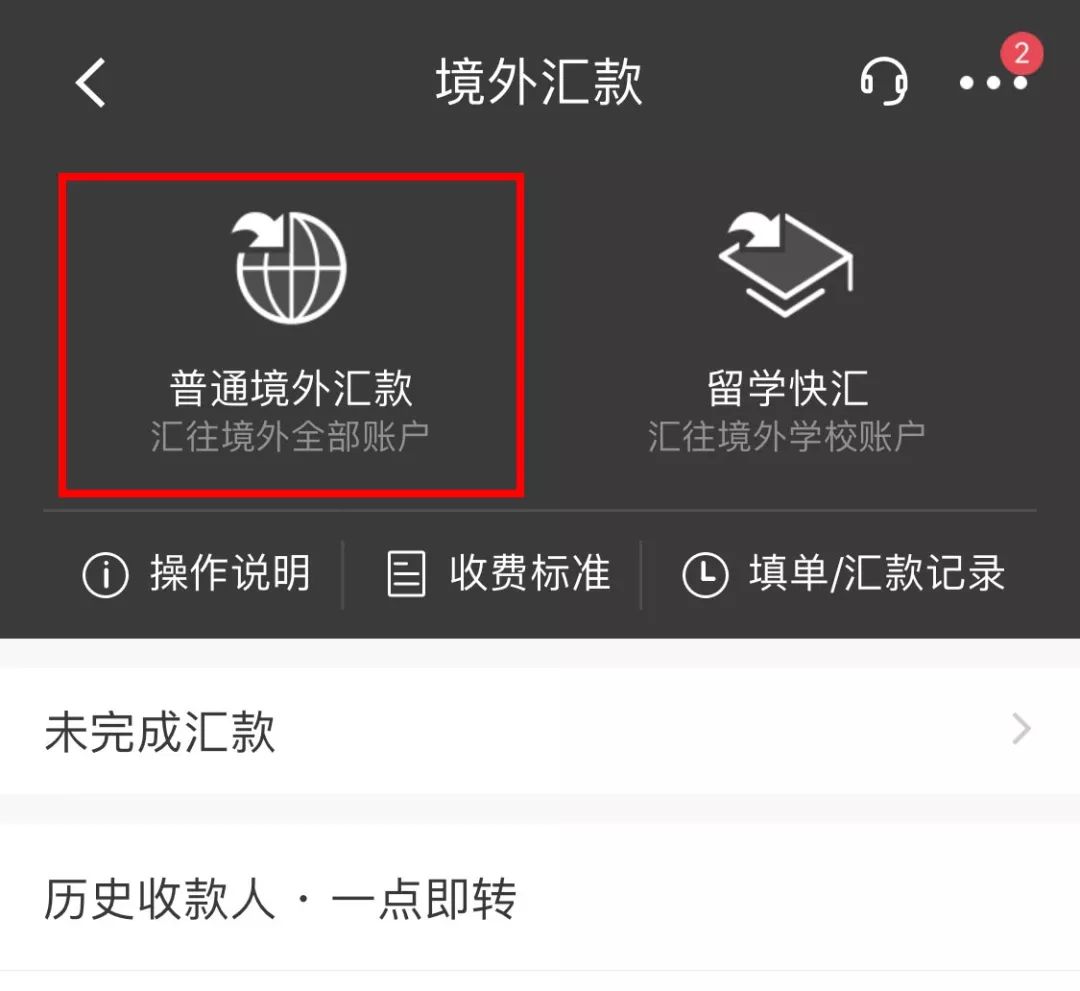 境外汇款
2
普通境外汇款
汇往境外全部账户
留学快汇
汇往境外学校账户
操作说明
收费标准
填单/汇款记录
未完成汇款
历史收款人·一点即转